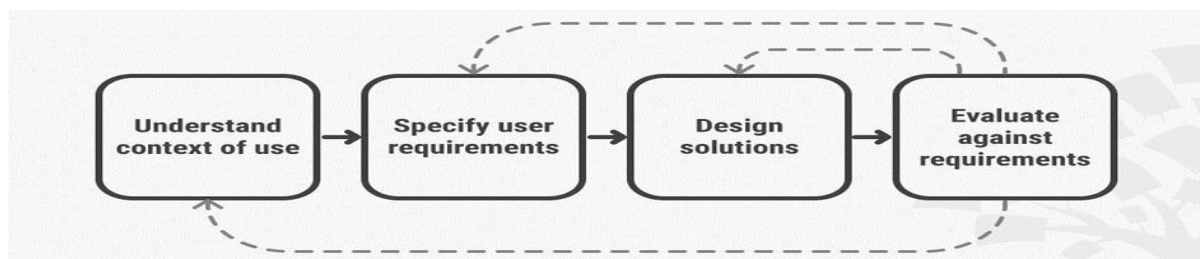 Understand
context of use
Specify user
requirements
Design
solutions
Evaluate
against
requirements